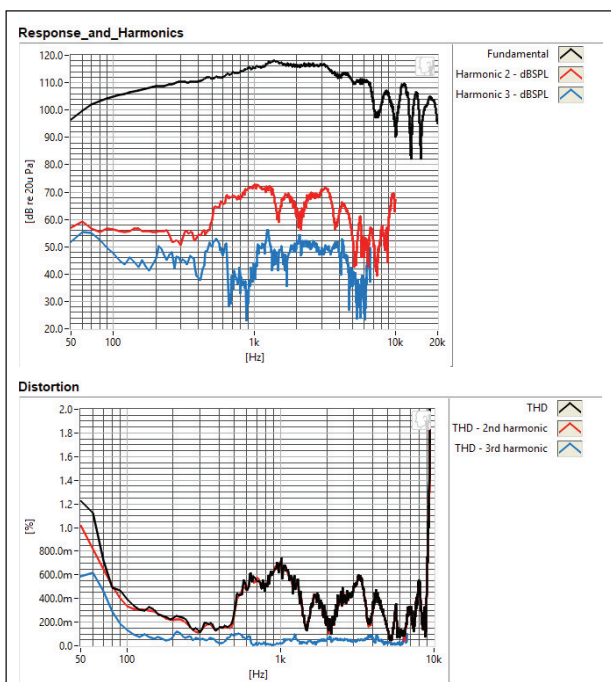 Response_and_Harmonics
120.0
110.0
100.0
90.0
80.0
70.0
60.0
50.0
40.0
30.0
20.0
[dB re 20u Pa]
50
100
1k
10k
20k
[Hz]
Fundamental
Harmonic 2 - dBSPL
Harmonic 3 - dBSPL
Distortion
2.0
1.8
1.6
1.4
1.2
1.0
800.0m
600.0m
400.0m
200.0m
0.0
[%]
50
100
1k
10k
[Hz]
THD
THD - 2nd harmonic
THD - 3rd harmonic